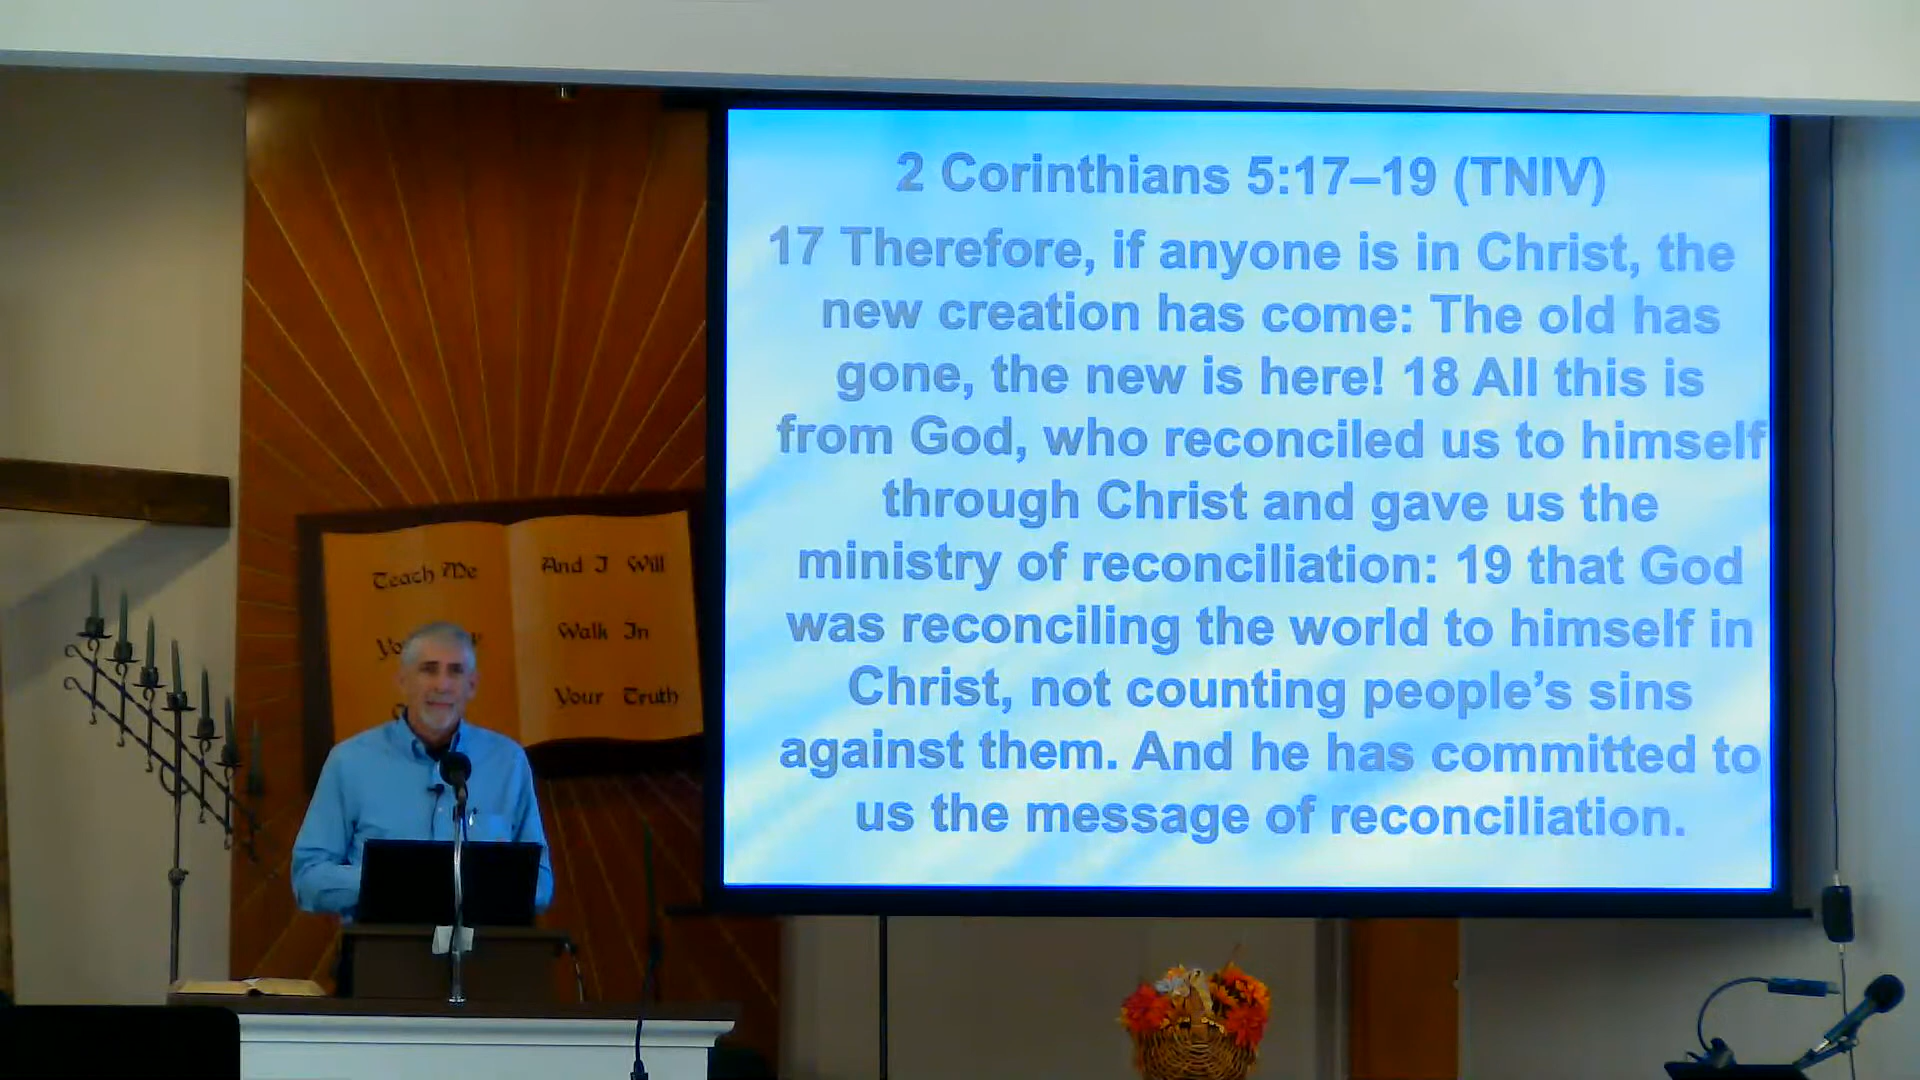 2 Corinthians 5:17–19 (TNIV)
17 Therefore, if anyone is in Christ, the
new creation has come: The old has
gone, the new is here! 18 All this is
from God, who reconciled us to himself
through Christ and gave us the
ministry of reconciliation: 19 that God
was reconciling the world to himself in
Christ, not counting people’s sins
against them. And he has committed to
us the message of reconciliation.
Teach Me
And I Will
Walk In
Your Truth